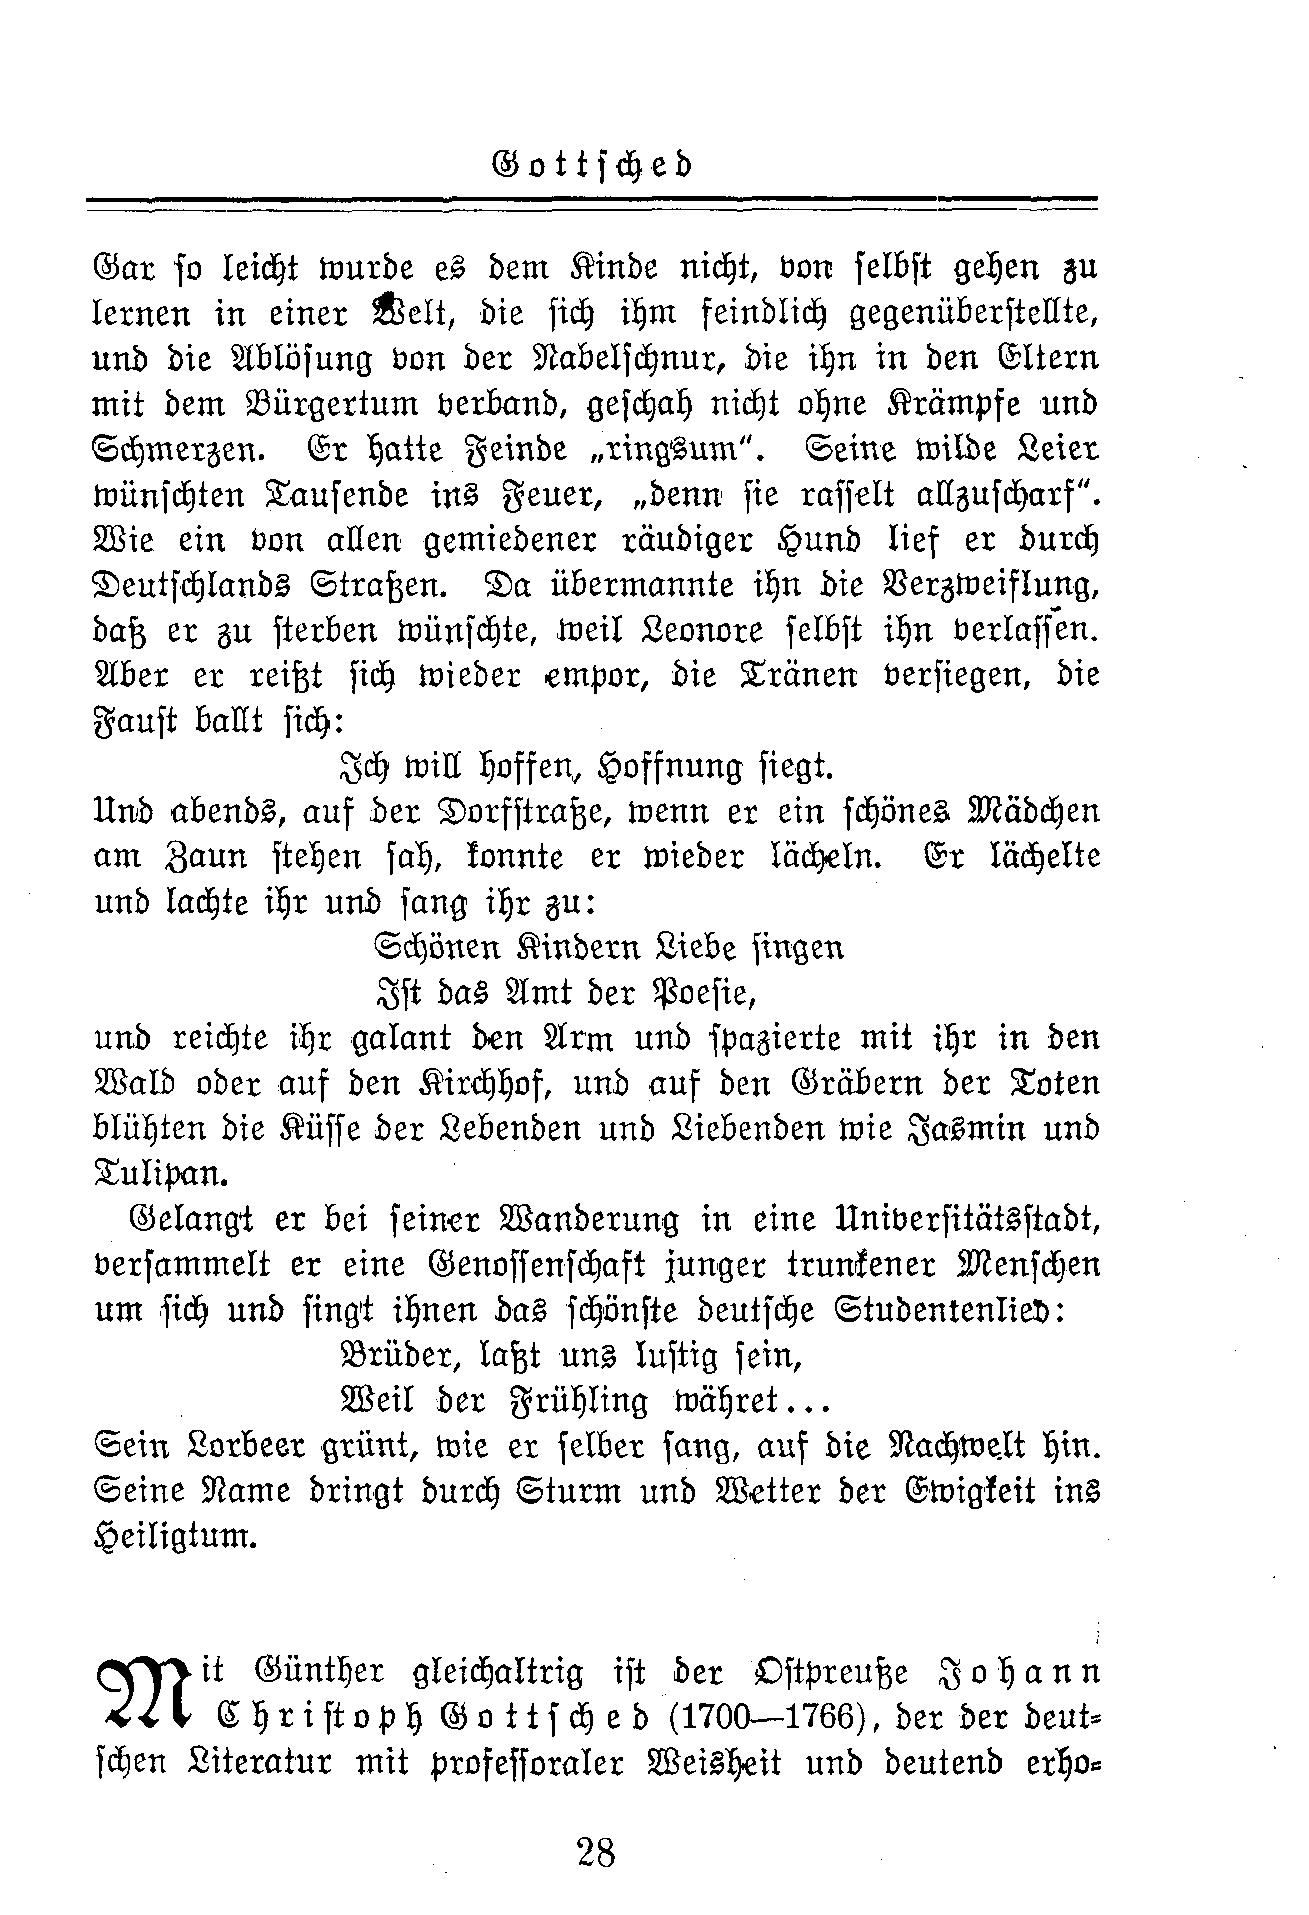 Gottsched
Gar so leicht wurde es dem Kinde nicht, von selbst gehen zu
lernen in einer Welt, die sich ihm feindlich gegenüberstellte,
und die Ablösung von der Nabelschnur, die ihn in den Eltern
mit dem Bürgertum verband, geschah nicht ohne Krämpfe und
Schmerzen. Er hatte Feinde „ringsum“. Seine wilde Leier
wünschten Tausende ins Feuer, „denn sie rasselt allzuscharf“.
Wie ein von allen gemiedener räudiger Hund lief er durch
Deutschlands Straßen. Da übermannte ihn die Verzweiflung,
daß er zu sterben wünschte, weil Leonore selbst ihn verlassen.
Aber er reißt sich wieder empor, die Tränen versiegen, die
Faust ballt sich:
Ich will hoffen, Hoffnung siegt.
Und abends, auf der Dorfstraße, wenn er ein schönes Mädchen
am Zaun stehen sah, konnte er wieder lächeln. Er lächelte
und lachte ihr und sang ihr zu:
Schönen Kindern Liebe singen
Ist das Amt der Poesie,
und reichte ihr galant den Arm und spazierte mit ihr in den
Wald oder auf den Kirchhof, und auf den Gräbern der Toten
blühten die Küsse der Lebenden und Liebenden wie Jasmin und
Tulipan.
Gelangt er bei seiner Wanderung in eine Universitätsstadt,
versammelt er eine Genossenschaft junger trunkener Menschen
um sich und singt ihnen das schönste deutsche Studentenlied:
Brüder, laßt uns lustig sein,
Weil der Frühling währet...
Sein Lorbeer grünt, wie er selber sang, auf die Nachwelt hin.
Seine Name dringt durch Sturm und Wetter der Ewigkeit ins
Heiligtum.
Mit Günther gleichaltrig ist der Ostpreuße Johann
Christoph Gottsched (1700—1766), der der deut-
schen Literatur mit professoraler Weisheit und deutend erho-
28